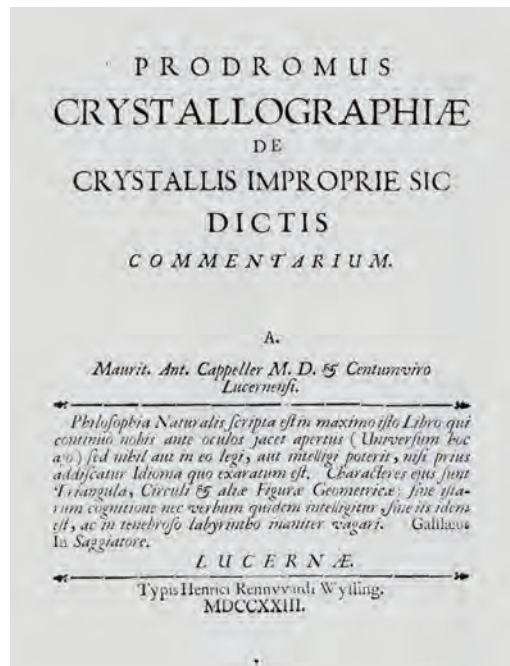 PRODROMUS
CRYSTALLOGRAPHIÆ
DE
CRYSTALLIS IMPROPRIE SIC
DICTIS
COMMENTARIUM.
A.
Maurit. Ant. Cappeller M. D. & Centumviro
Lucernenſi.
Philoſophia Naturalis ſcripta eſt in maximo iſto Libro qui
continuo nobis ante oculos jacet apertus (Univerſum hoc
ajo) ſed nihil aut in eo legi, aut intelligi poterit, niſi prius
addiſcatur Idioma quo exaratum eſt. Characteres ejus ſunt
Triangula, Circuli & aliæ Figuræ Geometricæ; ſine iſta-
rum cognitione nec verbum quidem intelligitur, ſine iis idem
eſt, ac in tenebroſo labyrintho inaniter vagari. Galilæus
In Saggiatore.
LUCERNÆ.
Typis Henrici Rennvvardi Wyſſing.
MDCCXXIII.